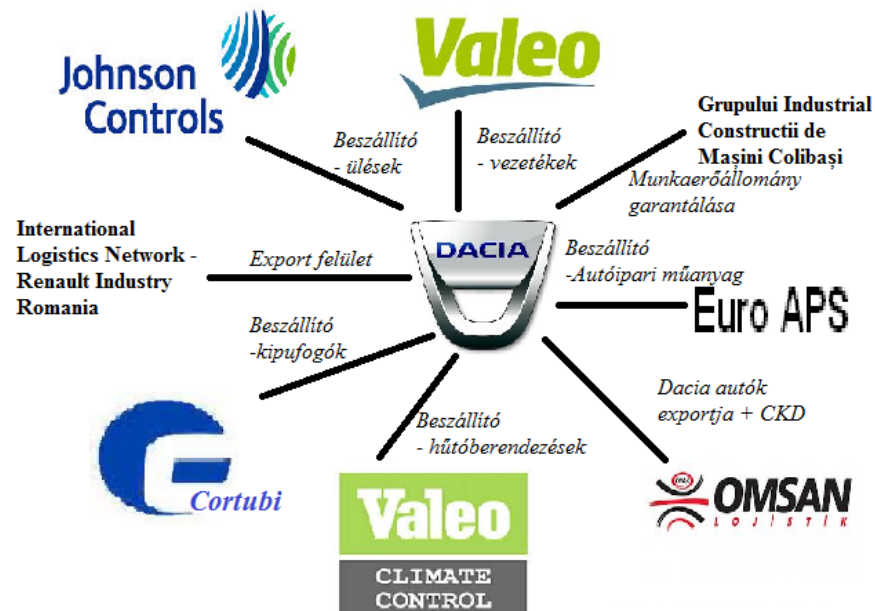 Johnson
Controls
Valeo
Grupului Industrial
Constructii de
Mașini Colibași
Beszállító
- ülések
Beszállító
- vezetékek
Munkaerőállomány
garantálása
International
Logistics Network -
Renault Industry
Romania
Export felület
DACIA
Beszállító
-Autóipari műanyag
Euro APS
Beszállító
-kipufogók
Cortubi
Beszállító
- hűtőberendezések
Dacia autók
exportja + CKD
Valeo
CLIMATE
CONTROL
OMSAN
LOJİSTİK